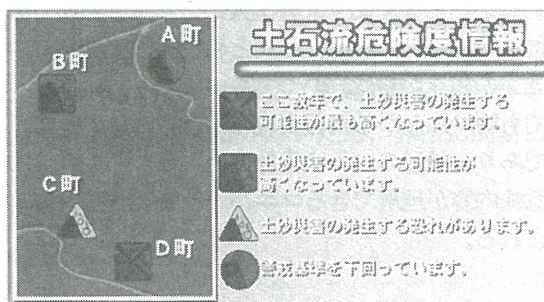 土石流危険度情報
A町
B町
C町
D町
ここ数年で、土砂災害の発生する
可能性が最も高くなっています。
土砂災害の発生する可能性が
高くなっています。
土砂災害の発生する恐れがあります。
警戒基準を下回っています。